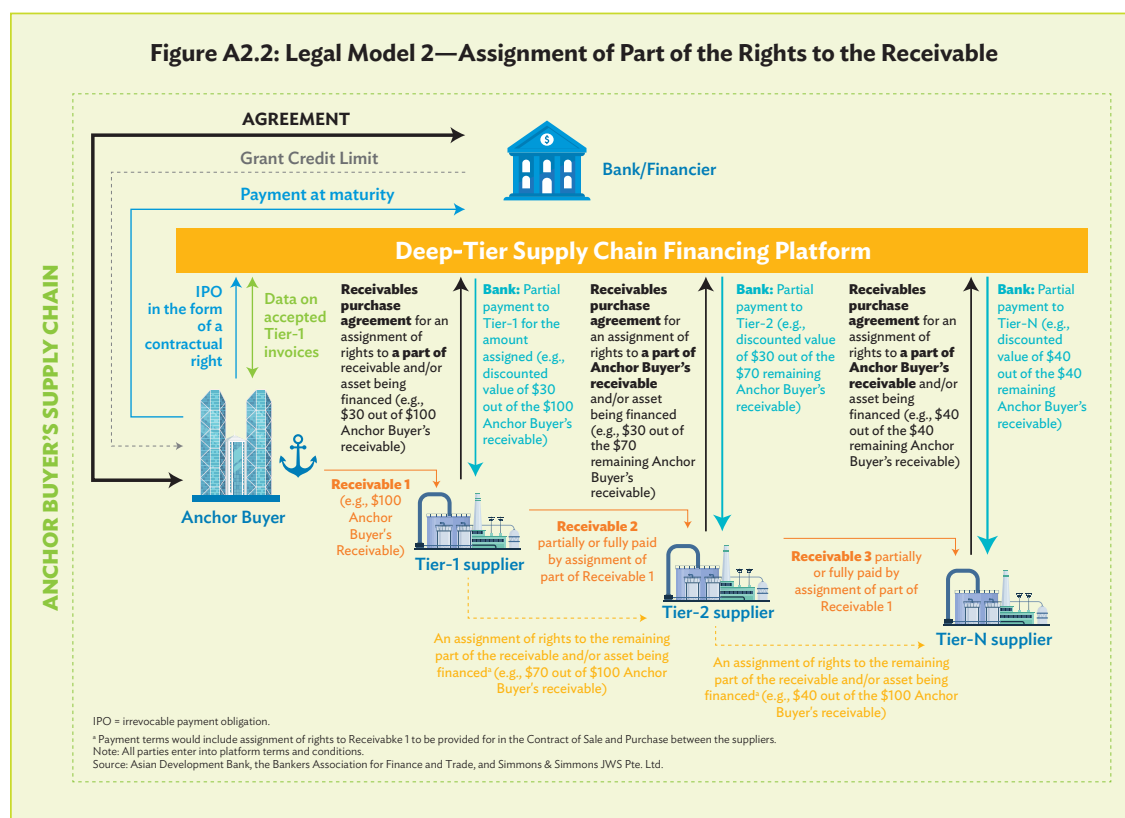 Figure A2.2: Legal Model 2—Assignment of Part of the Rights to the Receivable
ANCHOR BUYER'S SUPPLY CHAIN
AGREEMENT
Grant Credit Limit
Payment at maturity
Bank/Financier
$
Deep-Tier Supply Chain Financing Platform
IPO
in the form
of a
contractual
right
Data on
accepted
Tier-1
invoices
Receivables
purchase
agreement for an
assignment of
rights to a part of
receivable and/or
asset being
financed (e.g.,
$30 out of $100
Anchor Buyer's
receivable)
Bank: Partial
payment to
Tier-1 for the
amount
assigned (e.g.,
discounted
value of $30
out of the $100
Anchor Buyer's
receivable)
Receivables
purchase
agreement for
an assignment
of rights to a part
of Anchor Buyer's
receivable
and/or asset
being financed
(e.g., $30 out of
the $70
remaining Anchor
Buyer's
receivable)
Bank: Partial
payment to
Tier-2 (e.g.,
discounted value
of $30 out of the
$70 remaining
Anchor Buyer's
receivable)
Receivables
purchase
agreement for an
assignment of
rights to a part of
Anchor Buyer's
receivable and/or
asset being
financed (e.g., $40
out of the $40
remaining Anchor
Buyer's receivable)
Bank: Partial
payment to
Tier-N (e.g.,
discounted
value of $40
out of the $40
remaining
Anchor Buyer's
receivable)
Anchor Buyer
Receivable 1
(e.g., $100
Anchor
Buyer's
Receivable)
Tier-1 supplier
Receivable 2
partially or fully paid
by assignment of
part of Receivable 1
Tier-2 supplier
Receivable 3 partially
or fully paid by
assignment of part of
Receivable 1
Tier-N supplier
An assignment of rights to the remaining
part of the receivable and/or asset being
financedᵃ (e.g., $70 out of $100 Anchor
Buyer's receivable)
An assignment of rights to the remaining
part of the receivable and/or asset being
financedᵃ (e.g., $40 out of the $100 Anchor
Buyer's receivable)
IPO = irrevocable payment obligation.
ᵃ Payment terms would include assignment of rights to Receivabke 1 to be provided for in the Contract of Sale and Purchase between the suppliers.
Note: All parties enter into platform terms and conditions.
Source: Asian Development Bank, the Bankers Association for Finance and Trade, and Simmons & Simmons JWS Pte. Ltd.